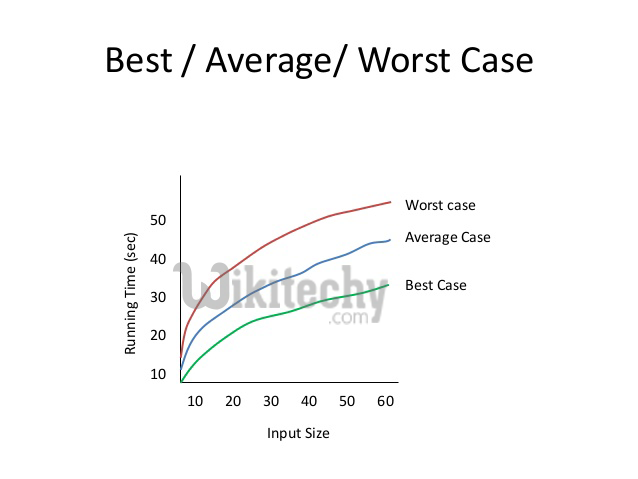 Best / Average/ Worst Case
Worst case
50
Average Case
40
Running Time (sec)
Best Case
30
Wikitechy
.com
20
10
10 20 30 40 50 60
Input Size